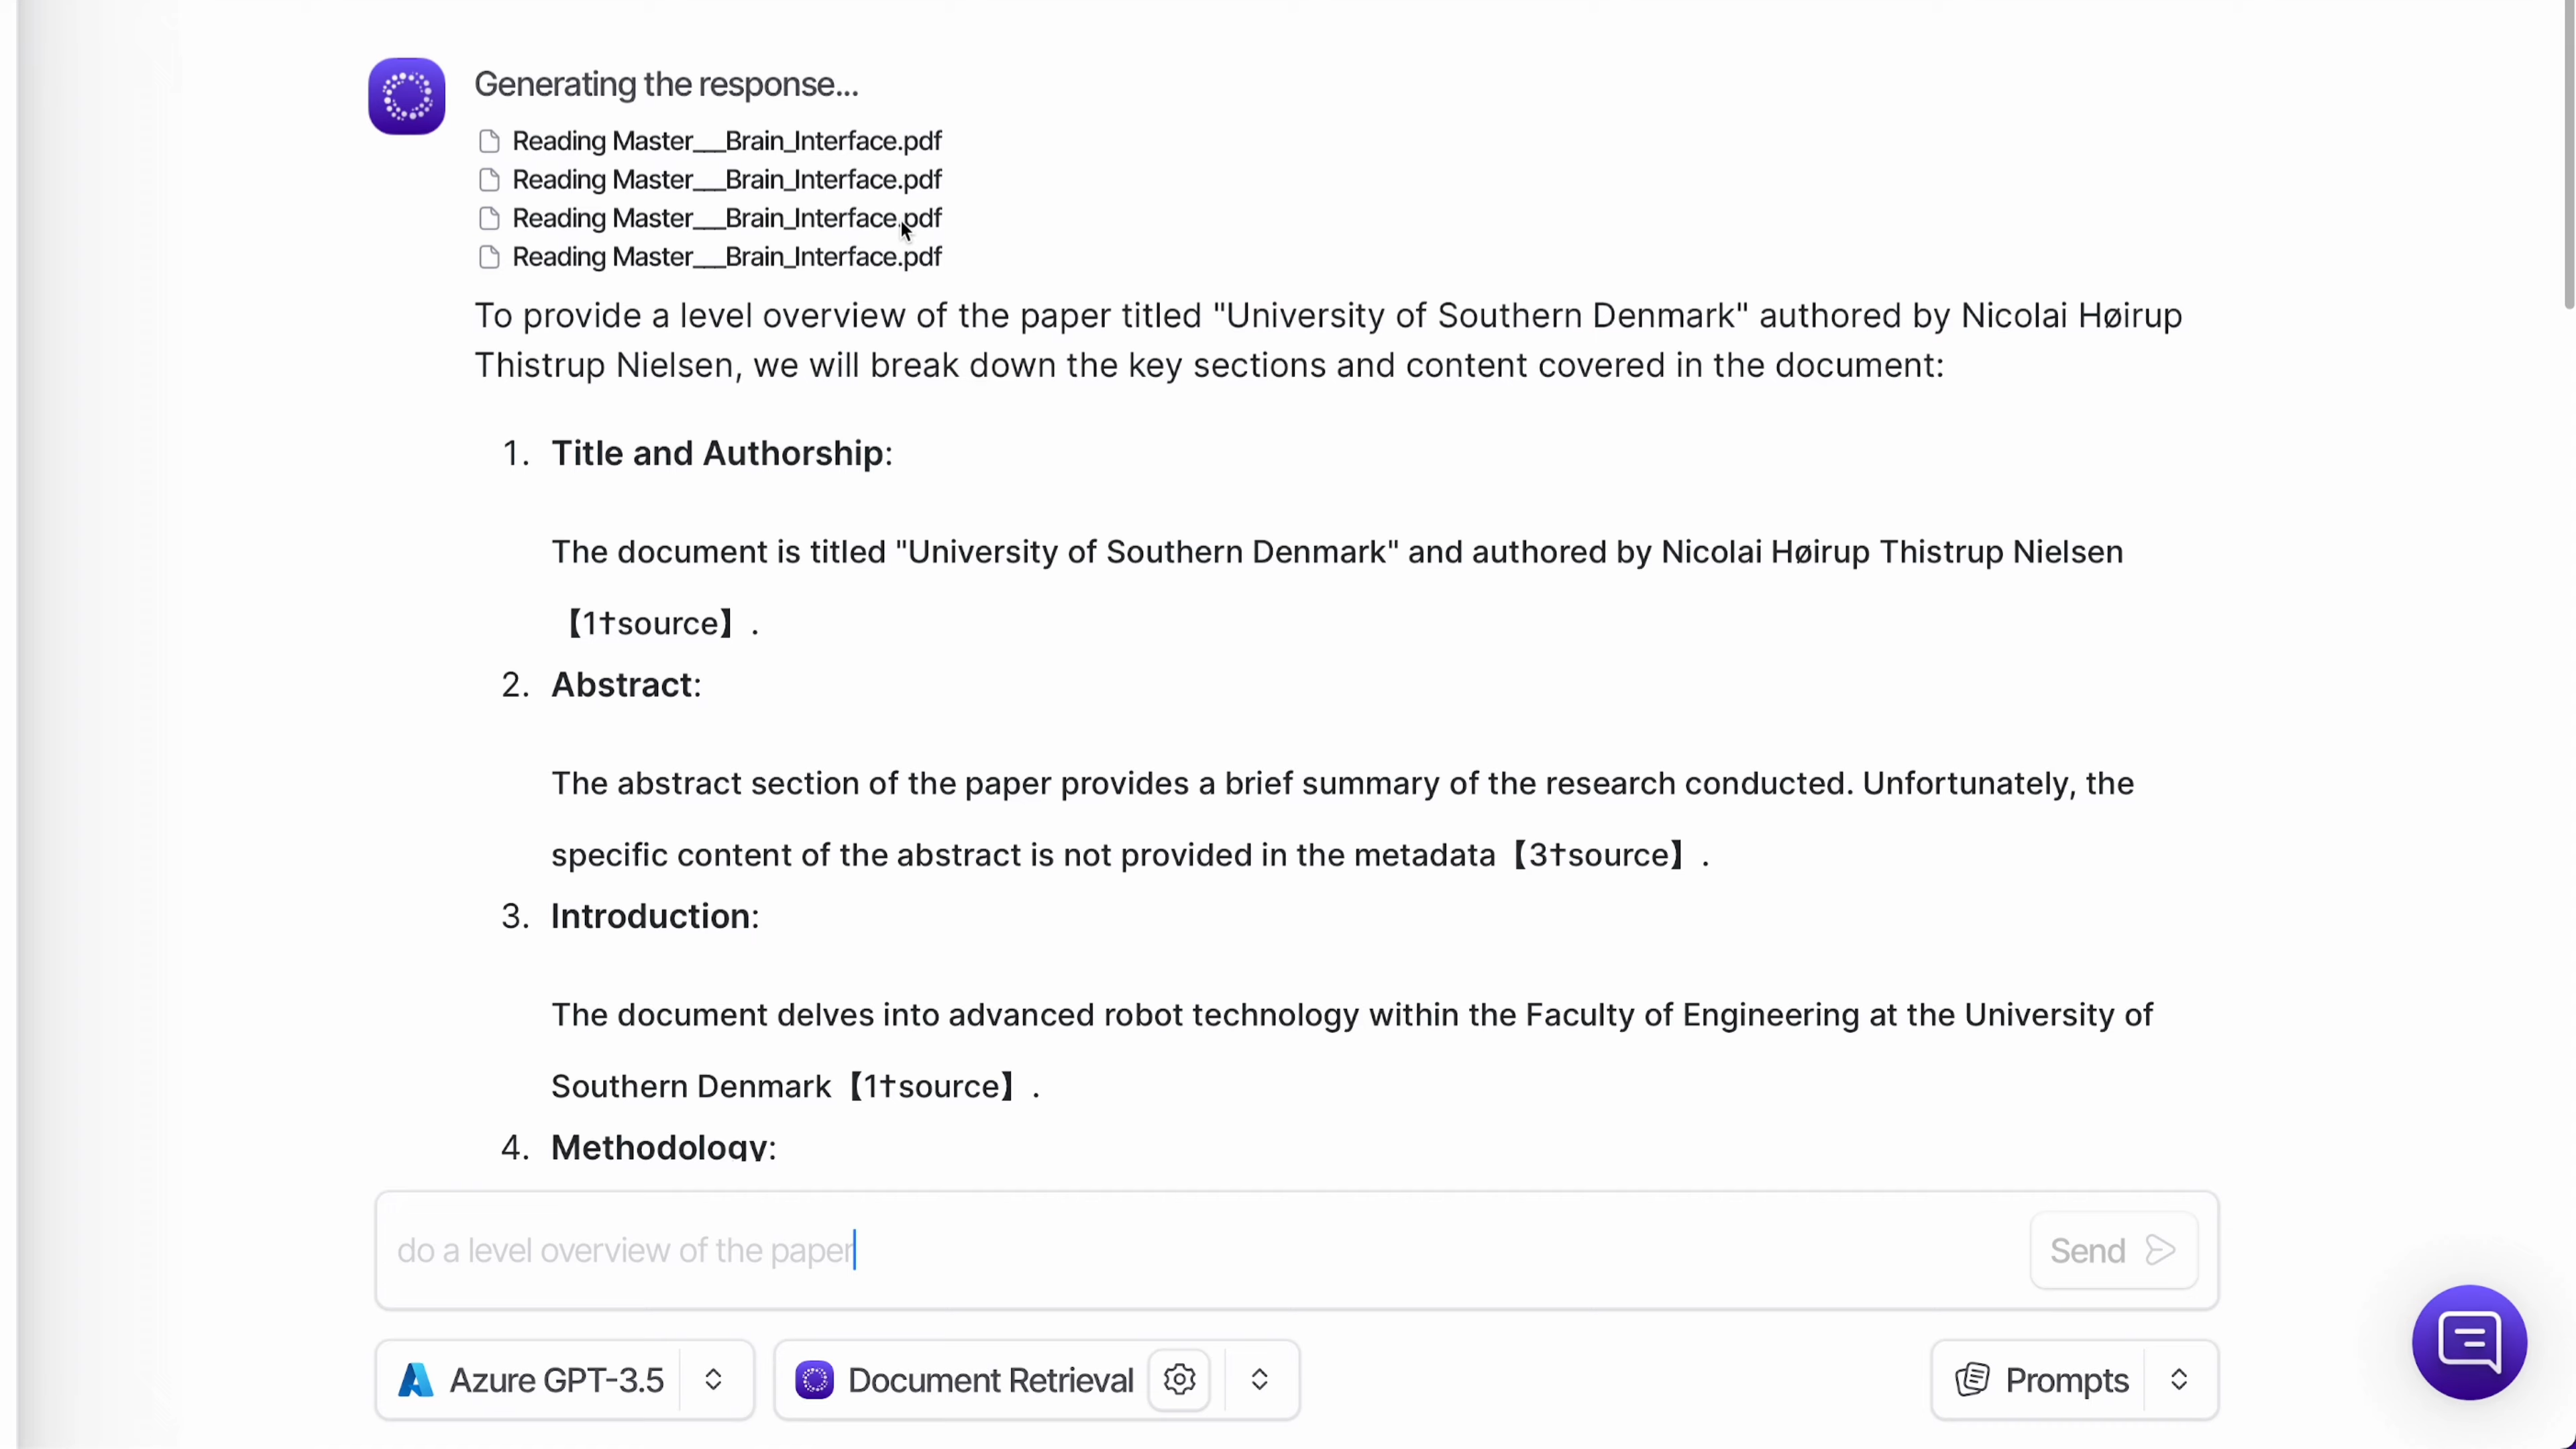 Generating the response...
Reading Master___Brain_Interface.pdf
Reading Master___Brain_Interface.pdf
Reading Master___Brain_Interface.pdf
Reading Master___Brain_Interface.pdf
To provide a level overview of the paper titled "University of Southern Denmark" authored by Nicolai Høirup
Thistrup Nielsen, we will break down the key sections and content covered in the document:
1. Title and Authorship:
The document is titled "University of Southern Denmark" and authored by Nicolai Høirup Thistrup Nielsen
【1†source】.
2. Abstract:
The abstract section of the paper provides a brief summary of the research conducted. Unfortunately, the
specific content of the abstract is not provided in the metadata【3†source】.
3. Introduction:
The document delves into advanced robot technology within the Faculty of Engineering at the University of
Southern Denmark【1†source】.
4. Methodology:
do a level overview of the paper
Send
Azure GPT-3.5
Document Retrieval
Prompts